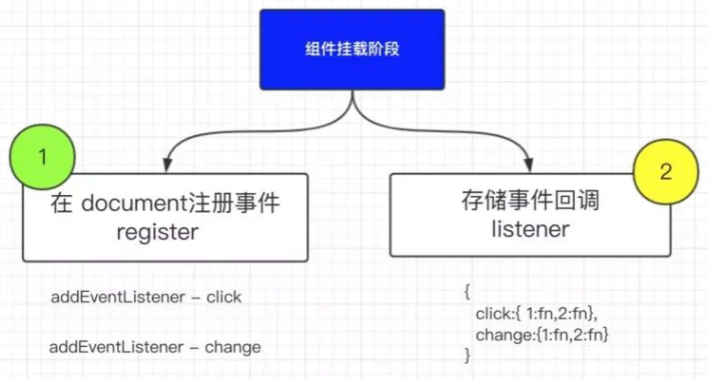 组件挂载阶段
1
在 document注册事件
register
2
存储事件回调
listener
addEventListener – click
addEventListener – change
{
click:{ 1:fn,2:fn},
change:{1:fn,2:fn}
}